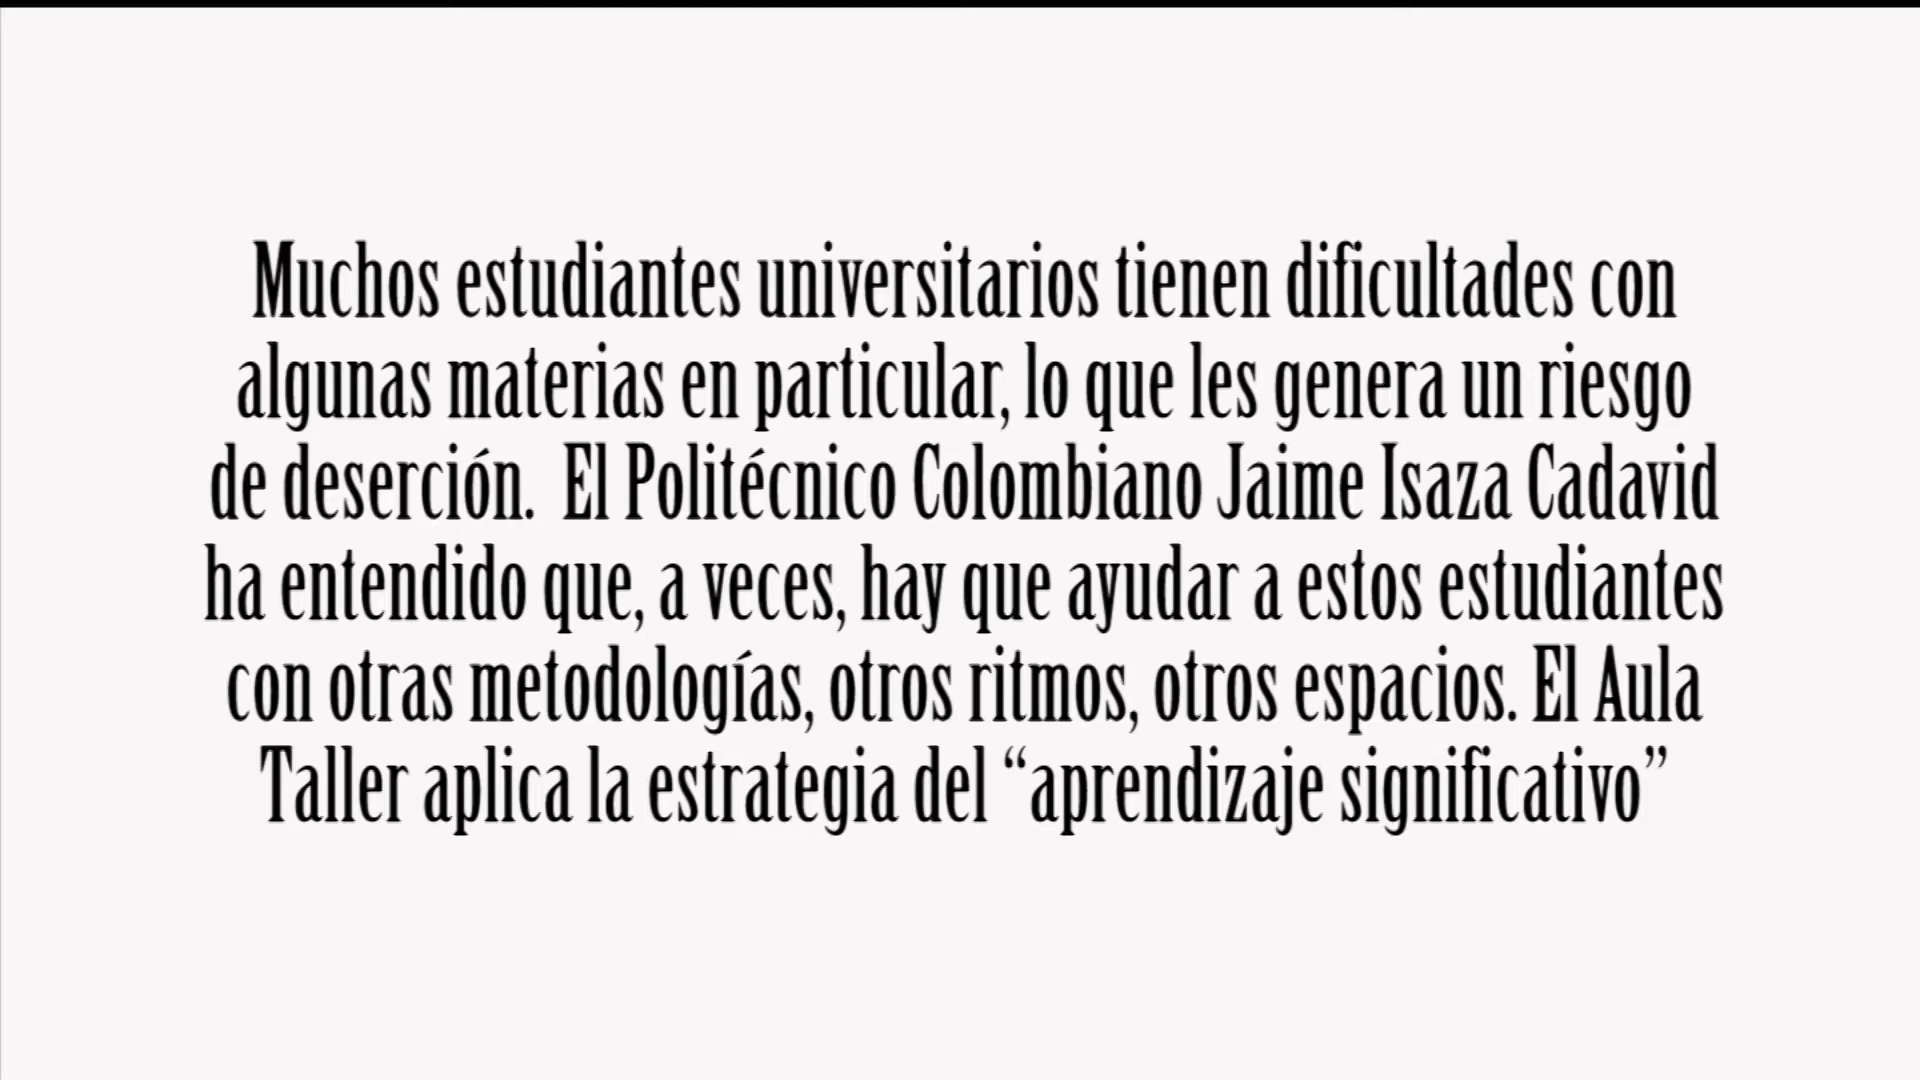 Muchos estudiantes universitarios tienen dificultades con
algunas materias en particular, lo que les genera un riesgo
de deserción.  El Politécnico Colombiano Jaime Isaza Cadavid
ha entendido que, a veces, hay que ayudar a estos estudiantes
con otras metodologías, otros ritmos, otros espacios. El Aula
Taller aplica la estrategia del “aprendizaje significativo”